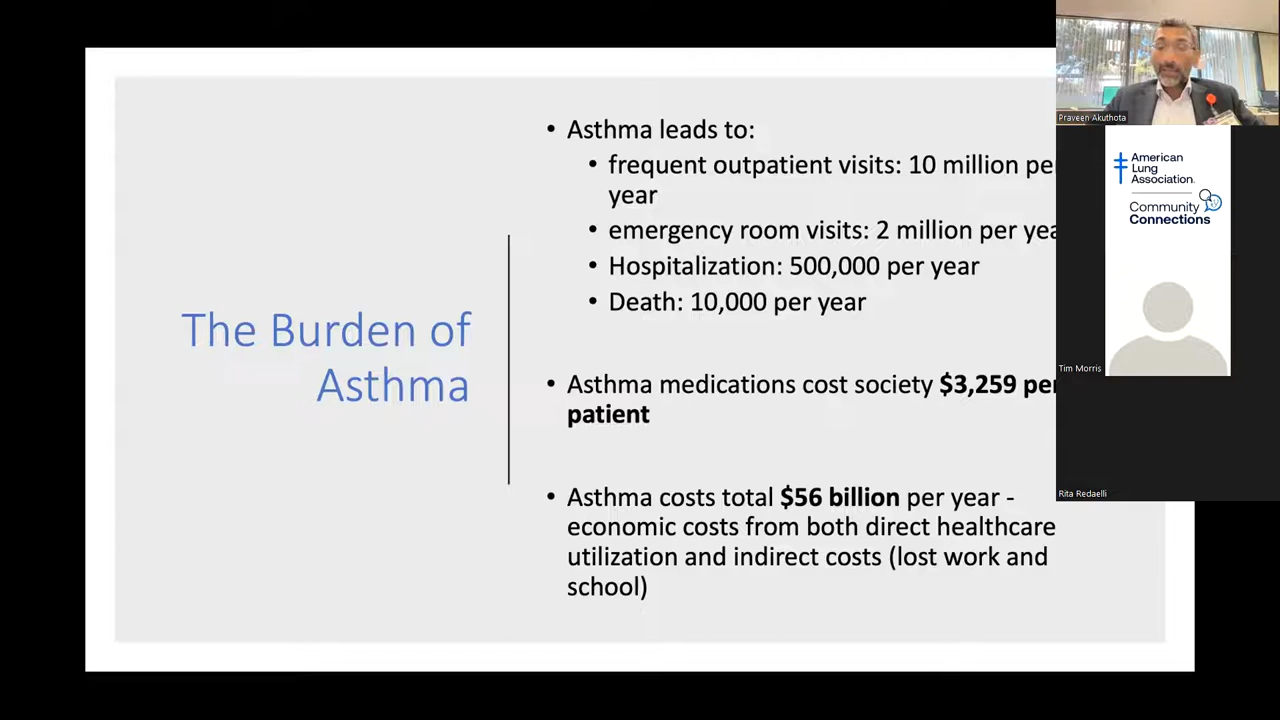 The Burden of
Asthma
• Asthma leads to:
• frequent outpatient visits: 10 million pe
year
• emergency room visits: 2 million per yea
• Hospitalization: 500,000 per year
• Death: 10,000 per year
• Asthma medications cost society $3,259 per
patient
• Asthma costs total $56 billion per year -
economic costs from both direct healthcare
utilization and indirect costs (lost work and
school)
Praveen Akuthota
American
Lung
Association.
Community
Connections
Tim Morris
Rita Redaelli